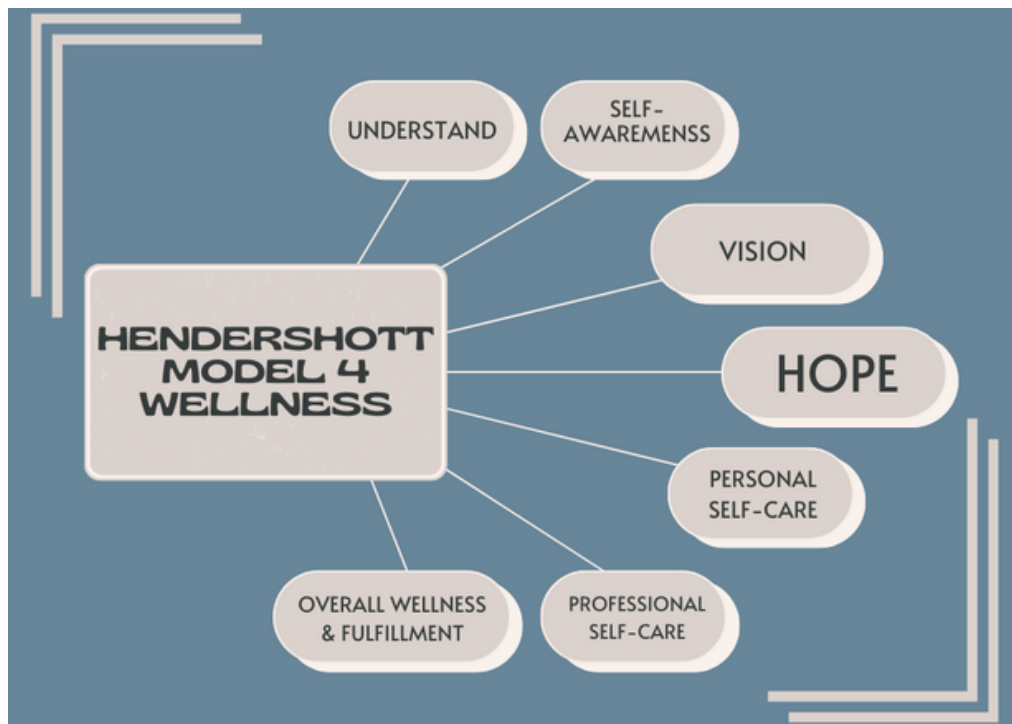 UNDERSTAND
SELF-
AWAREMENSS
VISION
HENDERSHOTT
MODEL 4
WELLNESS
HOPE
PERSONAL
SELF-CARE
OVERALL WELLNESS
& FULFILLMENT
PROFESSIONAL
SELF-CARE